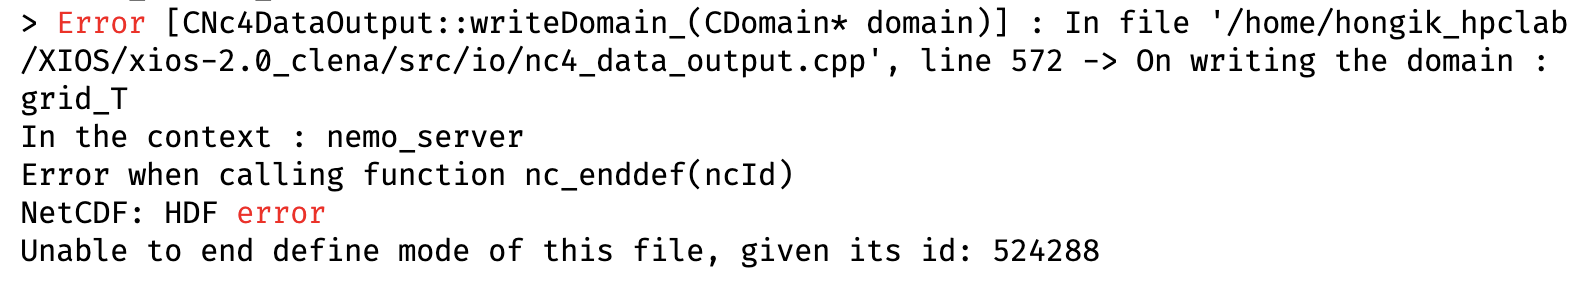 > Error [CNc4DataOutput::writeDomain_(CDomain* domain)] : In file '/home/hongik_hpclab
/XIOS/xios-2.0_clena/src/io/nc4_data_output.cpp', line 572 -> On writing the domain :
grid_T
In the context : nemo_server
Error when calling function nc_enddef(ncId)
NetCDF: HDF error
Unable to end define mode of this file, given its id: 524288